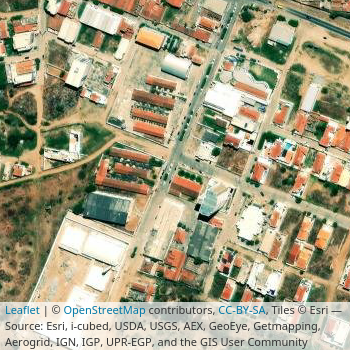 Leaflet | © OpenStreetMap contributors, CC-BY-SA, Tiles © Esri —
Source: Esri, i-cubed, USDA, USGS, AEX, GeoEye, Getmapping,
Aerogrid, IGN, IGP, UPR-EGP, and the GIS User Community